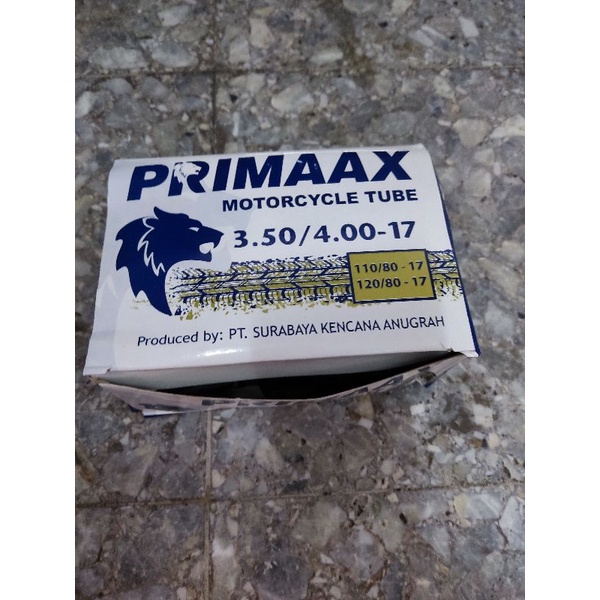 PRIMAAX
MOTORCYCLE TUBE
3.50/4.00-17
110/80 - 17
120/80 - 17
Produced by: PT. SURABAYA KENCANA ANUGRAH